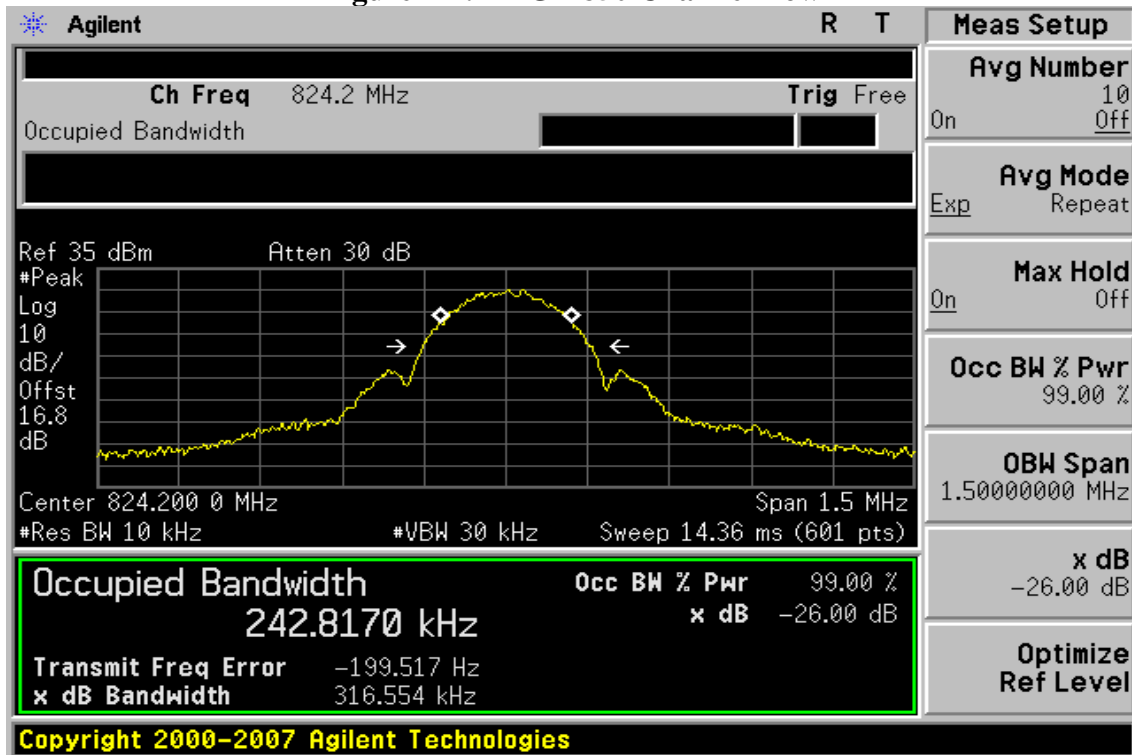 Agilent R T
Meas Setup
Ch Freq 824.2 MHz Trig Free
Occupied Bandwidth
Ref 35 dBm Atten 30 dB
#Peak
Log
10
dB/
Offst
16.8
dB
Center 824.200 0 MHz Span 1.5 MHz
#Res BW 10 kHz #VBW 30 kHz Sweep 14.36 ms (601 pts)
Occupied Bandwidth
242.8170 kHz
Occ BW % Pwr 99.00 %
x dB -26.00 dB
Transmit Freq Error -199.517 Hz
x dB Bandwidth 316.554 kHz
Avg Number
10
On Off
Avg Mode
Exp Repeat
Max Hold
On Off
Occ BW % Pwr
99.00 %
OBW Span
1.50000000 MHz
x dB
-26.00 dB
Optimize
Ref Level
Copyright 2000-2007 Agilent Technologies